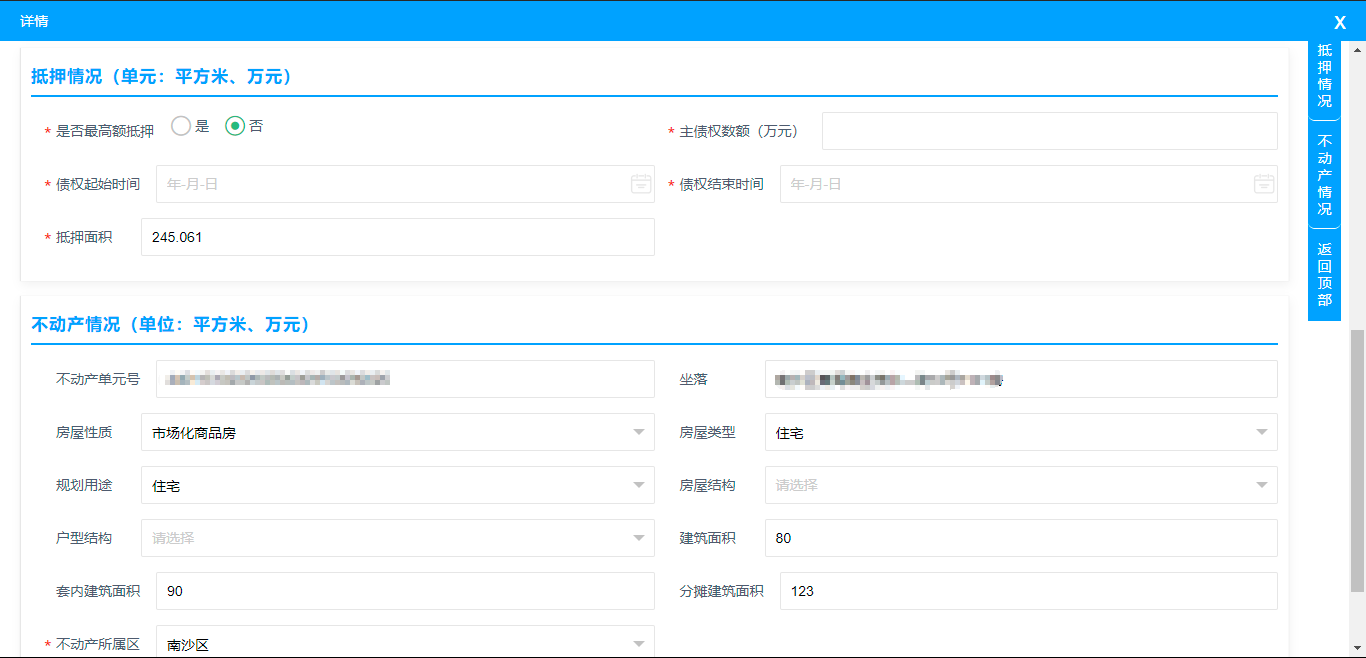 详情
X
抵押情况（单元：平方米、万元）
* 是否最高额抵押 是 否
* 主债权数额（万元）
* 债权起始时间 年-月-日
* 债权结束时间 年-月-日
* 抵押面积 245.061
不动产情况（单位：平方米、万元）
不动产单元号
坐落
房屋性质 市场化商品房
房屋类型 住宅
规划用途 住宅
房屋结构 请选择
户型结构 请选择
建筑面积 80
套内建筑面积 90
分摊建筑面积 123
* 不动产所属区 南沙区
抵押情况
不动产情况
返回顶部